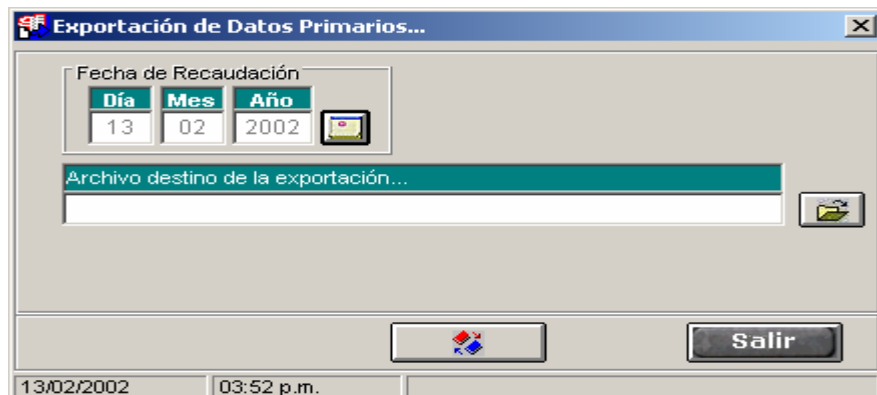 Exportación de Datos Primarios...
Fecha de Recaudación
Día Mes Año
13 02 2002
Archivo destino de la exportación...
Salir
13/02/2002 03:52 p.m.